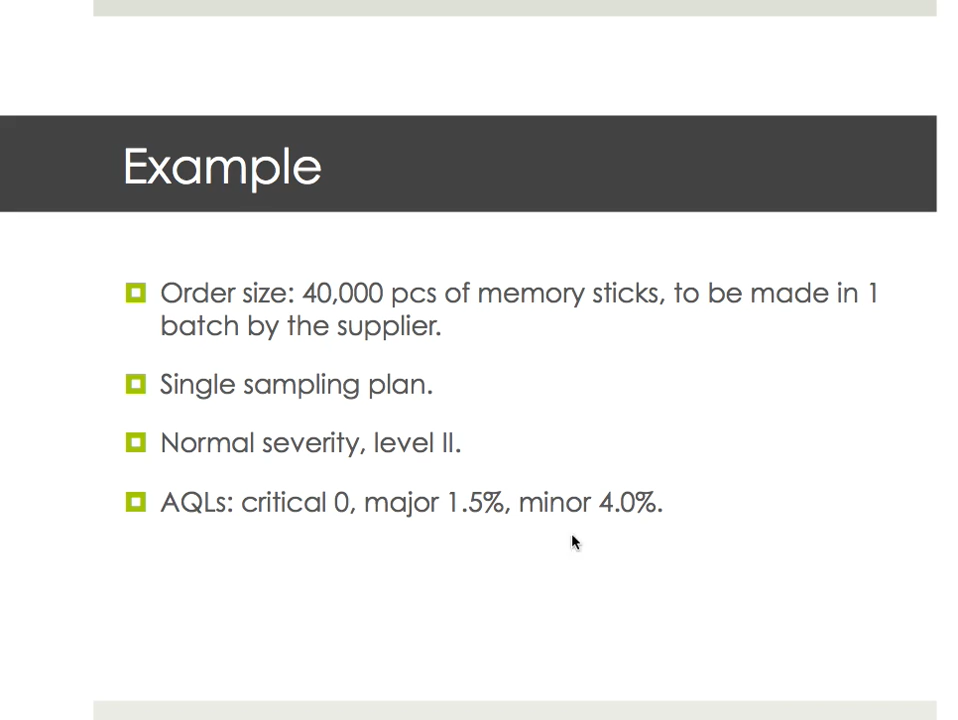 Example
Order size: 40,000 pcs of memory sticks, to be made in 1
batch by the supplier.
Single sampling plan.
Normal severity, level II.
AQLs: critical 0, major 1.5%, minor 4.0%.